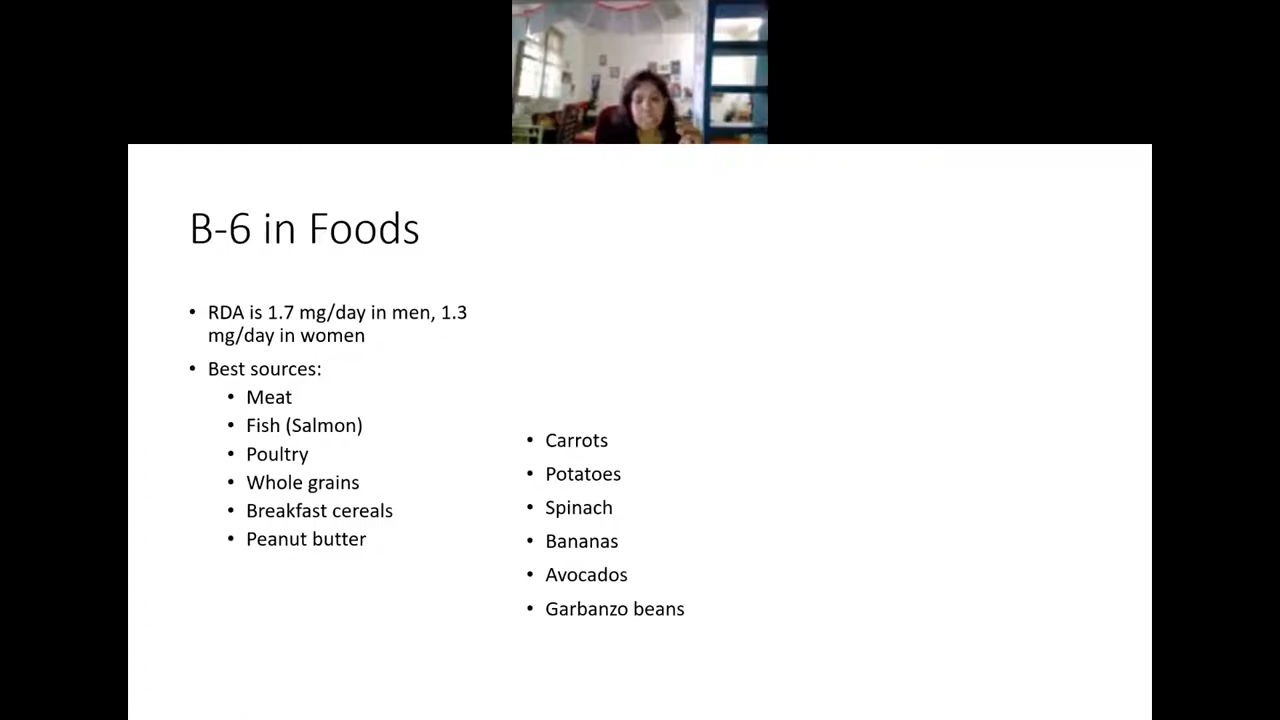 B-6 in Foods
• RDA is 1.7 mg/day in men, 1.3
mg/day in women
• Best sources:
• Meat
• Fish (Salmon)
• Poultry
• Whole grains
• Breakfast cereals
• Peanut butter
• Carrots
• Potatoes
• Spinach
• Bananas
• Avocados
• Garbanzo beans